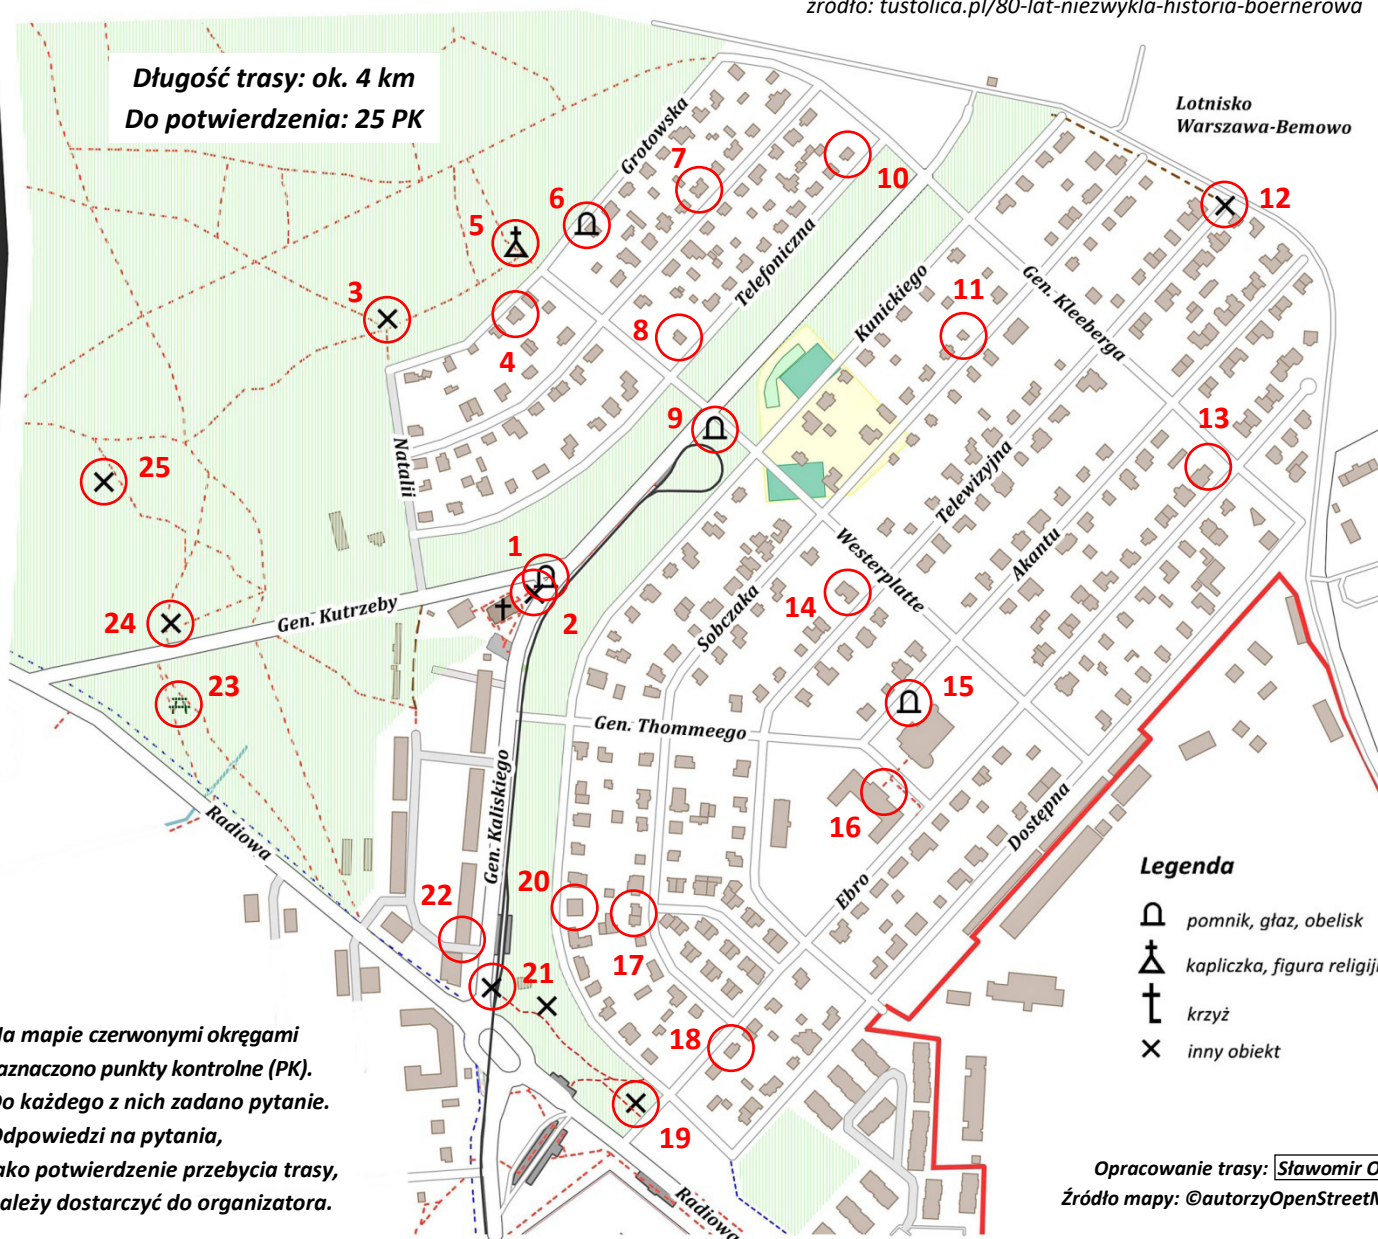 źródło: tustolica.pl/80-lat-niezwykla-historia-boernerowa
Długość trasy: ok. 4 km
Do potwierdzenia: 25 PK
Lotnisko
Warszawa-Bemowo
Grotowska
7
10
6
12
5
Telefoniczna
3
Kunickiego
11
Gen. Kleeberga
8
4
9
13
Natalii
25
Telewizyjna
Westerplatte
Akantu
1
14
Sobczaka
2
24
Gen. Kutrzeby
23
15
Gen. Thommeego
Gen. Kaliskiego
Radiowa
16
Dostępna
Ebro
20
22
17
21
18
19
Radiowa
Legenda
pomnik, głaz, obelisk
kapliczka, figura religij
krzyż
inny obiekt
a mapie czerwonymi okręgami
aznaczono punkty kontrolne (PK).
o każdego z nich zadano pytanie.
dpowiedzi na pytania,
ako potwierdzenie przebycia trasy,
ależy dostarczyć do organizatora.
Opracowanie trasy: Sławomir O
Źródło mapy: ©autorzyOpenStreetM